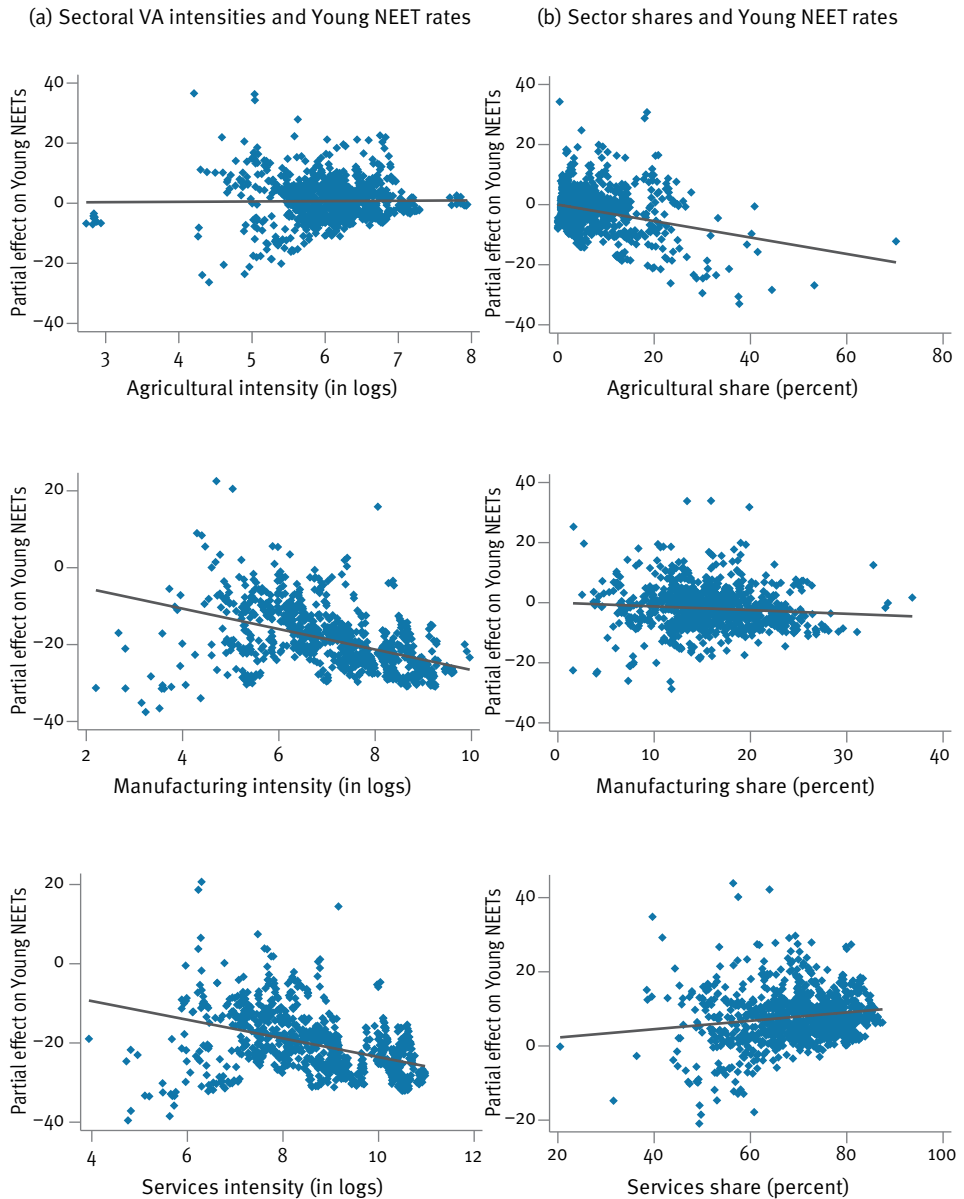 (a) Sectoral VA intensities and Young NEET rates
(b) Sector shares and Young NEET rates
Partial effect on Young NEETs
40
20
0
−20
−40
3 4 5 6 7 8
Agricultural intensity (in logs)
Partial effect on Young NEETs
40
20
0
−20
−40
0 20 40 60 80
Agricultural share (percent)
Partial effect on Young NEETs
20
0
−20
−40
2 4 6 8 10
Manufacturing intensity (in logs)
Partial effect on Young NEETs
40
20
0
−20
−40
0 10 20 30 40
Manufacturing share (percent)
Partial effect on Young NEETs
20
0
−20
−40
4 6 8 10 12
Services intensity (in logs)
Partial effect on Young NEETs
40
20
0
−20
20 40 60 80 100
Services share (percent)